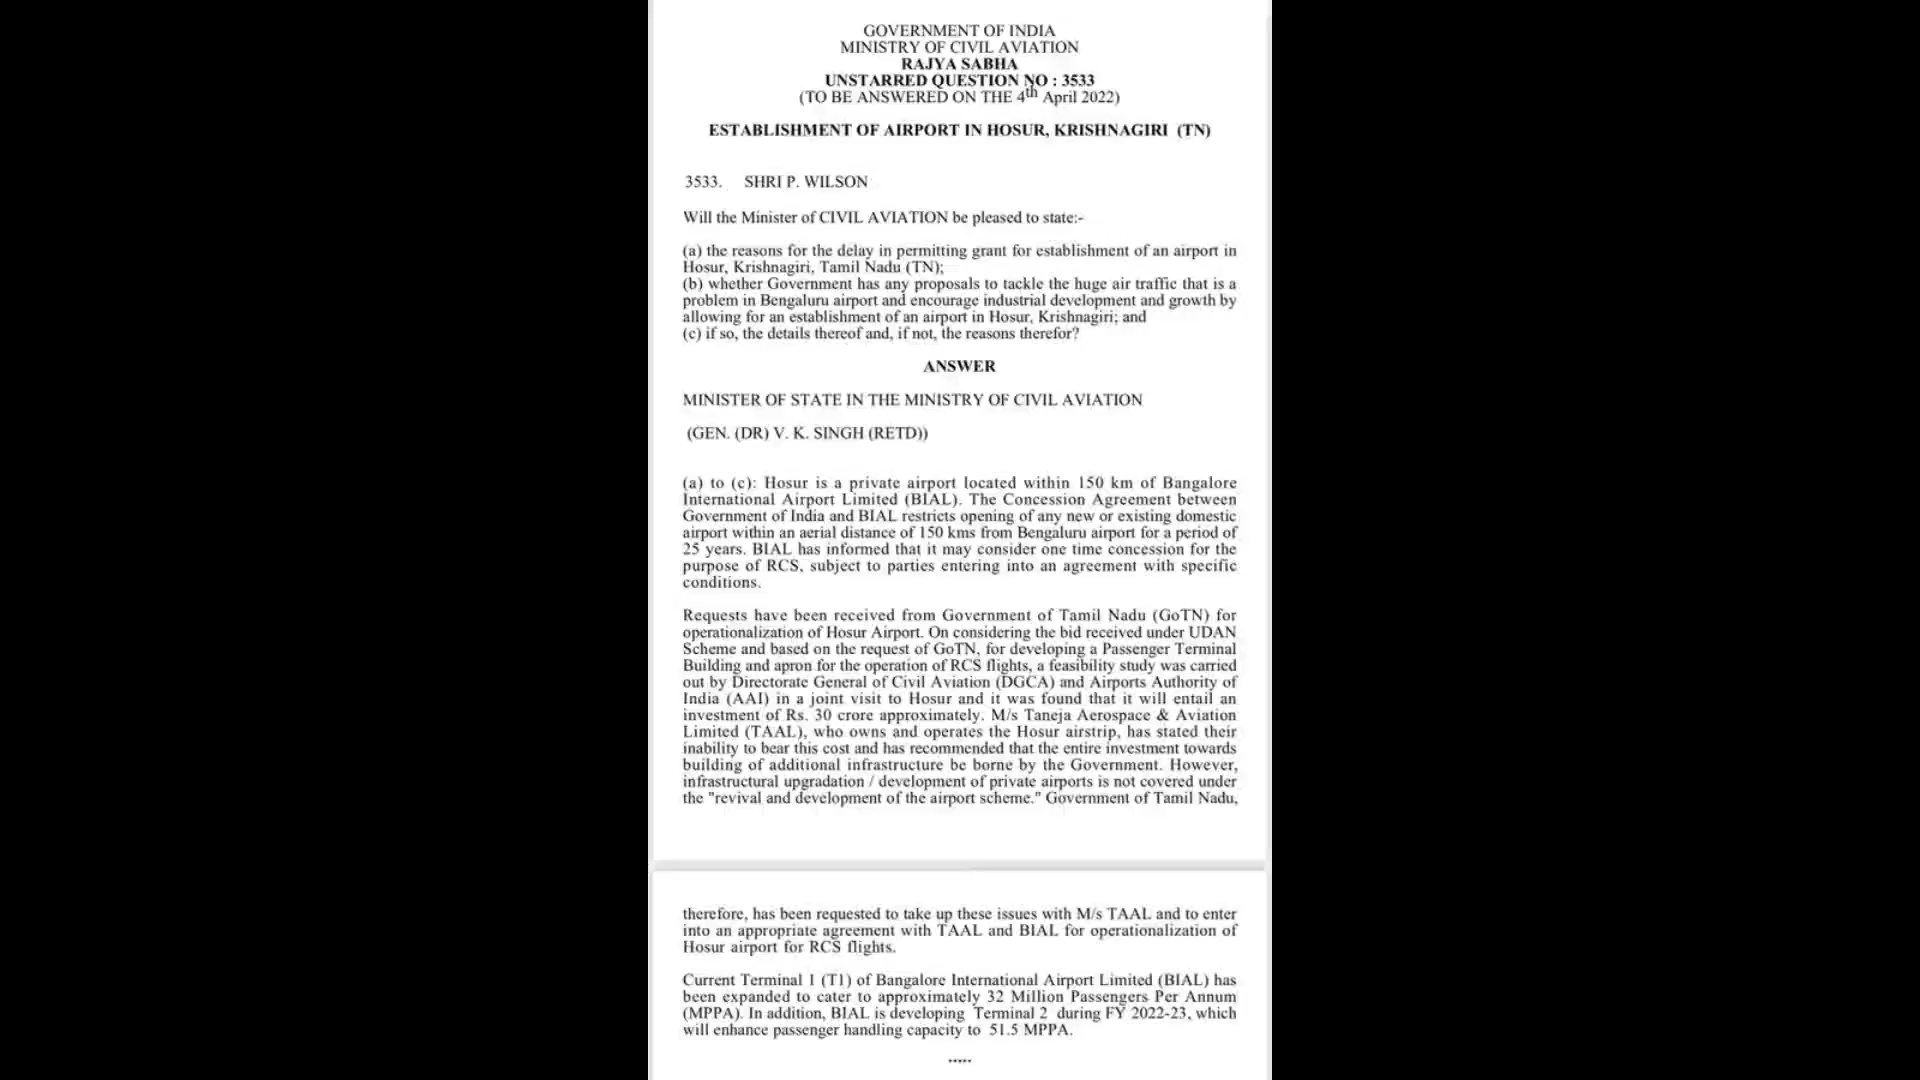 GOVERNMENT OF INDIA
MINISTRY OF CIVIL AVIATION
RAJYA SABHA
UNSTARRED QUESTION NO : 3533
(TO BE ANSWERED ON THE 4th April 2022)
ESTABLISHMENT OF AIRPORT IN HOSUR, KRISHNAGIRI (TN)
3533. SHRI P. WILSON
Will the Minister of CIVIL AVIATION be pleased to state:-
(a) the reasons for the delay in permitting grant for establishment of an airport in
Hosur, Krishnagiri, Tamil Nadu (TN);
(b) whether Government has any proposals to tackle the huge air traffic that is a
problem in Bengaluru airport and encourage industrial development and growth by
allowing for an establishment of an airport in Hosur, Krishnagiri; and
(c) if so, the details thereof and, if not, the reasons therefor?
ANSWER
MINISTER OF STATE IN THE MINISTRY OF CIVIL AVIATION
(GEN. (DR) V. K. SINGH (RETD))
(a) to (c): Hosur is a private airport located within 150 km of Bangalore
International Airport Limited (BIAL). The Concession Agreement between
Government of India and BIAL restricts opening of any new or existing domestic
airport within an aerial distance of 150 kms from Bengaluru airport for a period of
25 years. BIAL has informed that it may consider one time concession for the
purpose of RCS, subject to parties entering into an agreement with specific
conditions.
Requests have been received from Government of Tamil Nadu (GoTN) for
operationalization of Hosur Airport. On considering the bid received under UDAN
Scheme and based on the request of GoTN, for developing a Passenger Terminal
Building and apron for the operation of RCS flights, a feasibility study was carried
out by Directorate General of Civil Aviation (DGCA) and Airports Authority of
India (AAI) in a joint visit to Hosur and it was found that it will entail an
investment of Rs. 30 crore approximately. M/s Taneja Aerospace & Aviation
Limited (TAAL), who owns and operates the Hosur airstrip, has stated their
inability to bear this cost and has recommended that the entire investment towards
building of additional infrastructure be borne by the Government. However,
infrastructural upgradation / development of private airports is not covered under
the "revival and development of the airport scheme." Government of Tamil Nadu,
therefore, has been requested to take up these issues with M/s TAAL and to enter
into an appropriate agreement with TAAL and BIAL for operationalization of
Hosur airport for RCS flights.
Current Terminal 1 (T1) of Bangalore International Airport Limited (BIAL) has
been expanded to cater to approximately 32 Million Passengers Per Annum
(MPPA). In addition, BIAL is developing Terminal 2 during FY 2022-23, which
will enhance passenger handling capacity to 51.5 MPPA.
*****